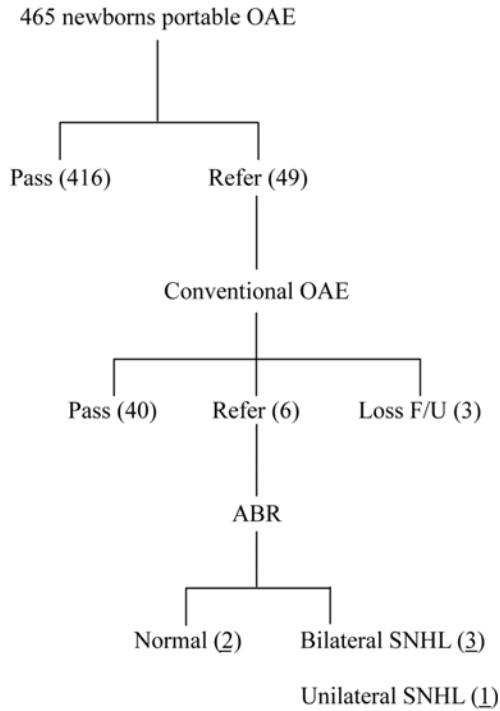 465 newborns portable OAE
Pass (416) Refer (49)
Conventional OAE
Pass (40) Refer (6) Loss F/U (3)
ABR
Normal (2) Bilateral SNHL (3)
Unilateral SNHL (1)